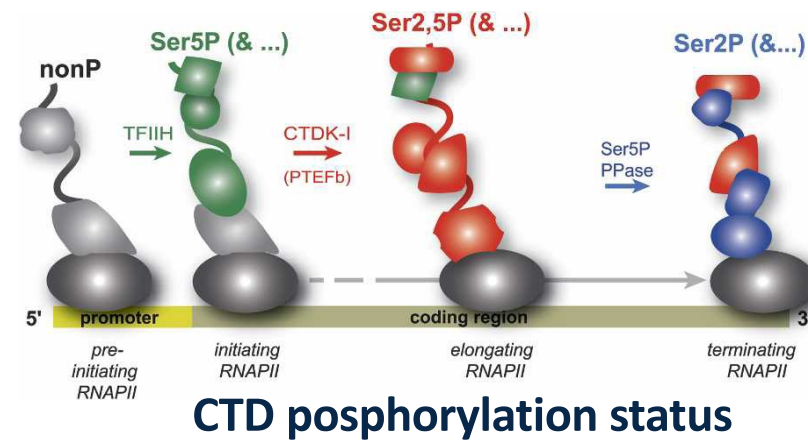 nonP
Ser5P (& ...)
Ser2,5P (& ...)
Ser2P (&...)
TFIIH
CTDK-I
(PTEFb)
Ser5P
PPase
5'
promoter
coding region
3
pre-
initiating
RNAPII
initiating
RNAPII
elongating
RNAPII
terminating
RNAPII
CTD posphorylation status